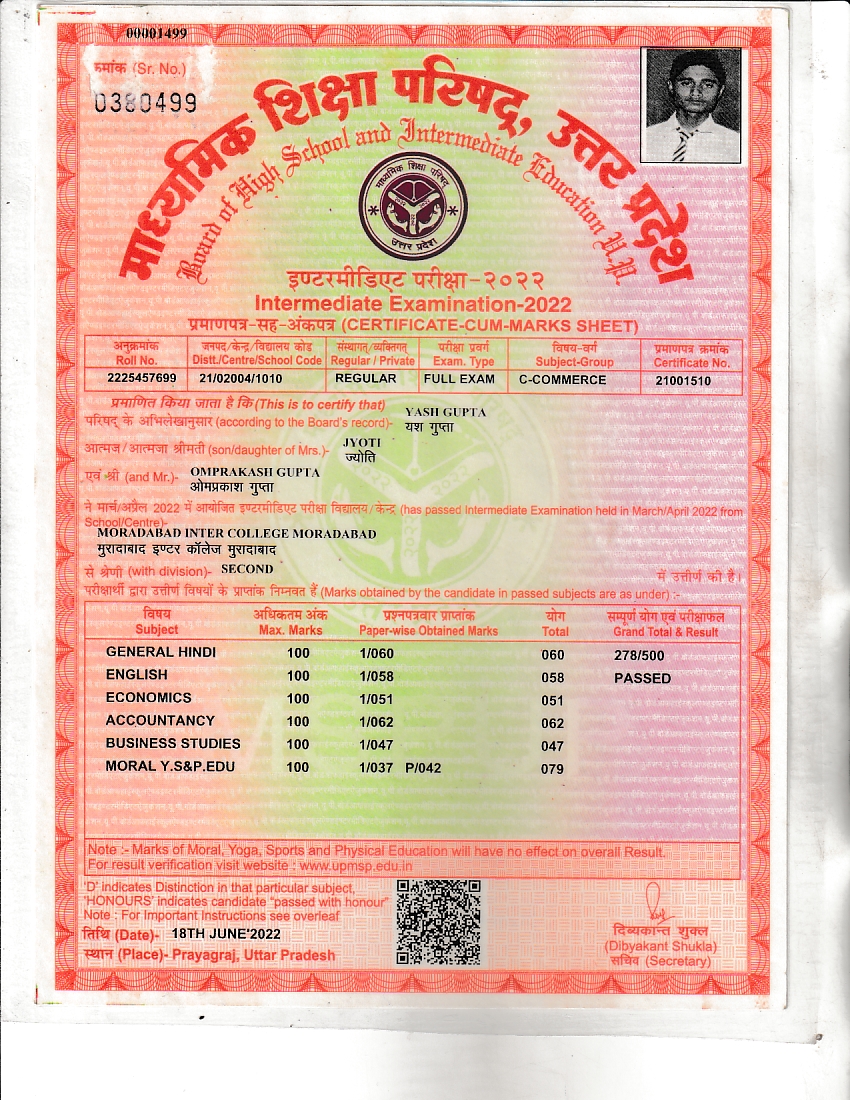 00001499
क्रमांक (Sr. No.)
0380499
माध्यमिक शिक्षा परिषद्, उत्तर प्रदेश
Board of High School and Intermediate Education U.P.
माध्यमिक शिक्षा परिषद्
उत्तर प्रदेश
इण्टरमीडिएट परीक्षा-२०२२
Intermediate Examination-2022
प्रमाणपत्र-सह-अंकपत्र (CERTIFICATE-CUM-MARKS SHEET)
अनुक्रमांक जनपद/केन्द्र/विद्यालय कोड संस्थागत/व्यक्तिगत परीक्षा प्रवर्ग विषय-वर्ग प्रमाणपत्र क्रमांक
Roll No. Distt./Centre/School Code Regular / Private Exam. Type Subject-Group Certificate No.
2225457699 21/02004/1010 REGULAR FULL EXAM C-COMMERCE 21001510
प्रमाणित किया जाता है कि (This is to certify that) YASH GUPTA
परिषद् के अभिलेखानुसार (according to the Board's record)- यश गुप्ता
JYOTI
आत्मज/आत्मजा श्रीमती (son/daughter of Mrs.)- ज्योति
एवं श्री (and Mr.)- OMPRAKASH GUPTA
ओमप्रकाश गुप्ता
ने मार्च/अप्रैल 2022 में आयोजित इण्टरमीडिएट परीक्षा विद्यालय/केन्द्र (has passed Intermediate Examination held in March/April 2022 from
School/Centre)-
MORADABAD INTER COLLEGE MORADABAD
मुरादाबाद इण्टर कॉलेज मुरादाबाद
से श्रेणी (with division)- SECOND में उत्तीर्ण की है।
परीक्षार्थी द्वारा उत्तीर्ण विषयों के प्राप्तांक निम्नवत हैं (Marks obtained by the candidate in passed subjects are as under) :-
विषय अधिकतम अंक प्रश्नपत्रवार प्राप्तांक योग सम्पूर्ण योग एवं परीक्षाफल
Subject Max. Marks Paper-wise Obtained Marks Total Grand Total & Result
GENERAL HINDI 100 1/060 060 278/500
ENGLISH 100 1/058 058 PASSED
ECONOMICS 100 1/051 051
ACCOUNTANCY 100 1/062 062
BUSINESS STUDIES 100 1/047 047
MORAL Y.S&P.EDU 100 1/037 P/042 079
Note :- Marks of Moral, Yoga, Sports and Physical Education will have no effect on overall Result.
For result verification visit website : www.upmsp.edu.in
'D' indicates Distinction in that particular subject,
'HONOURS' indicates candidate "passed with honour"
Note : For Important Instructions see overleaf
तिथि (Date)- 18TH JUNE'2022
स्थान (Place)- Prayagraj, Uttar Pradesh
दिव्यकान्त शुक्ल
(Dibyakant Shukla)
सचिव (Secretary)